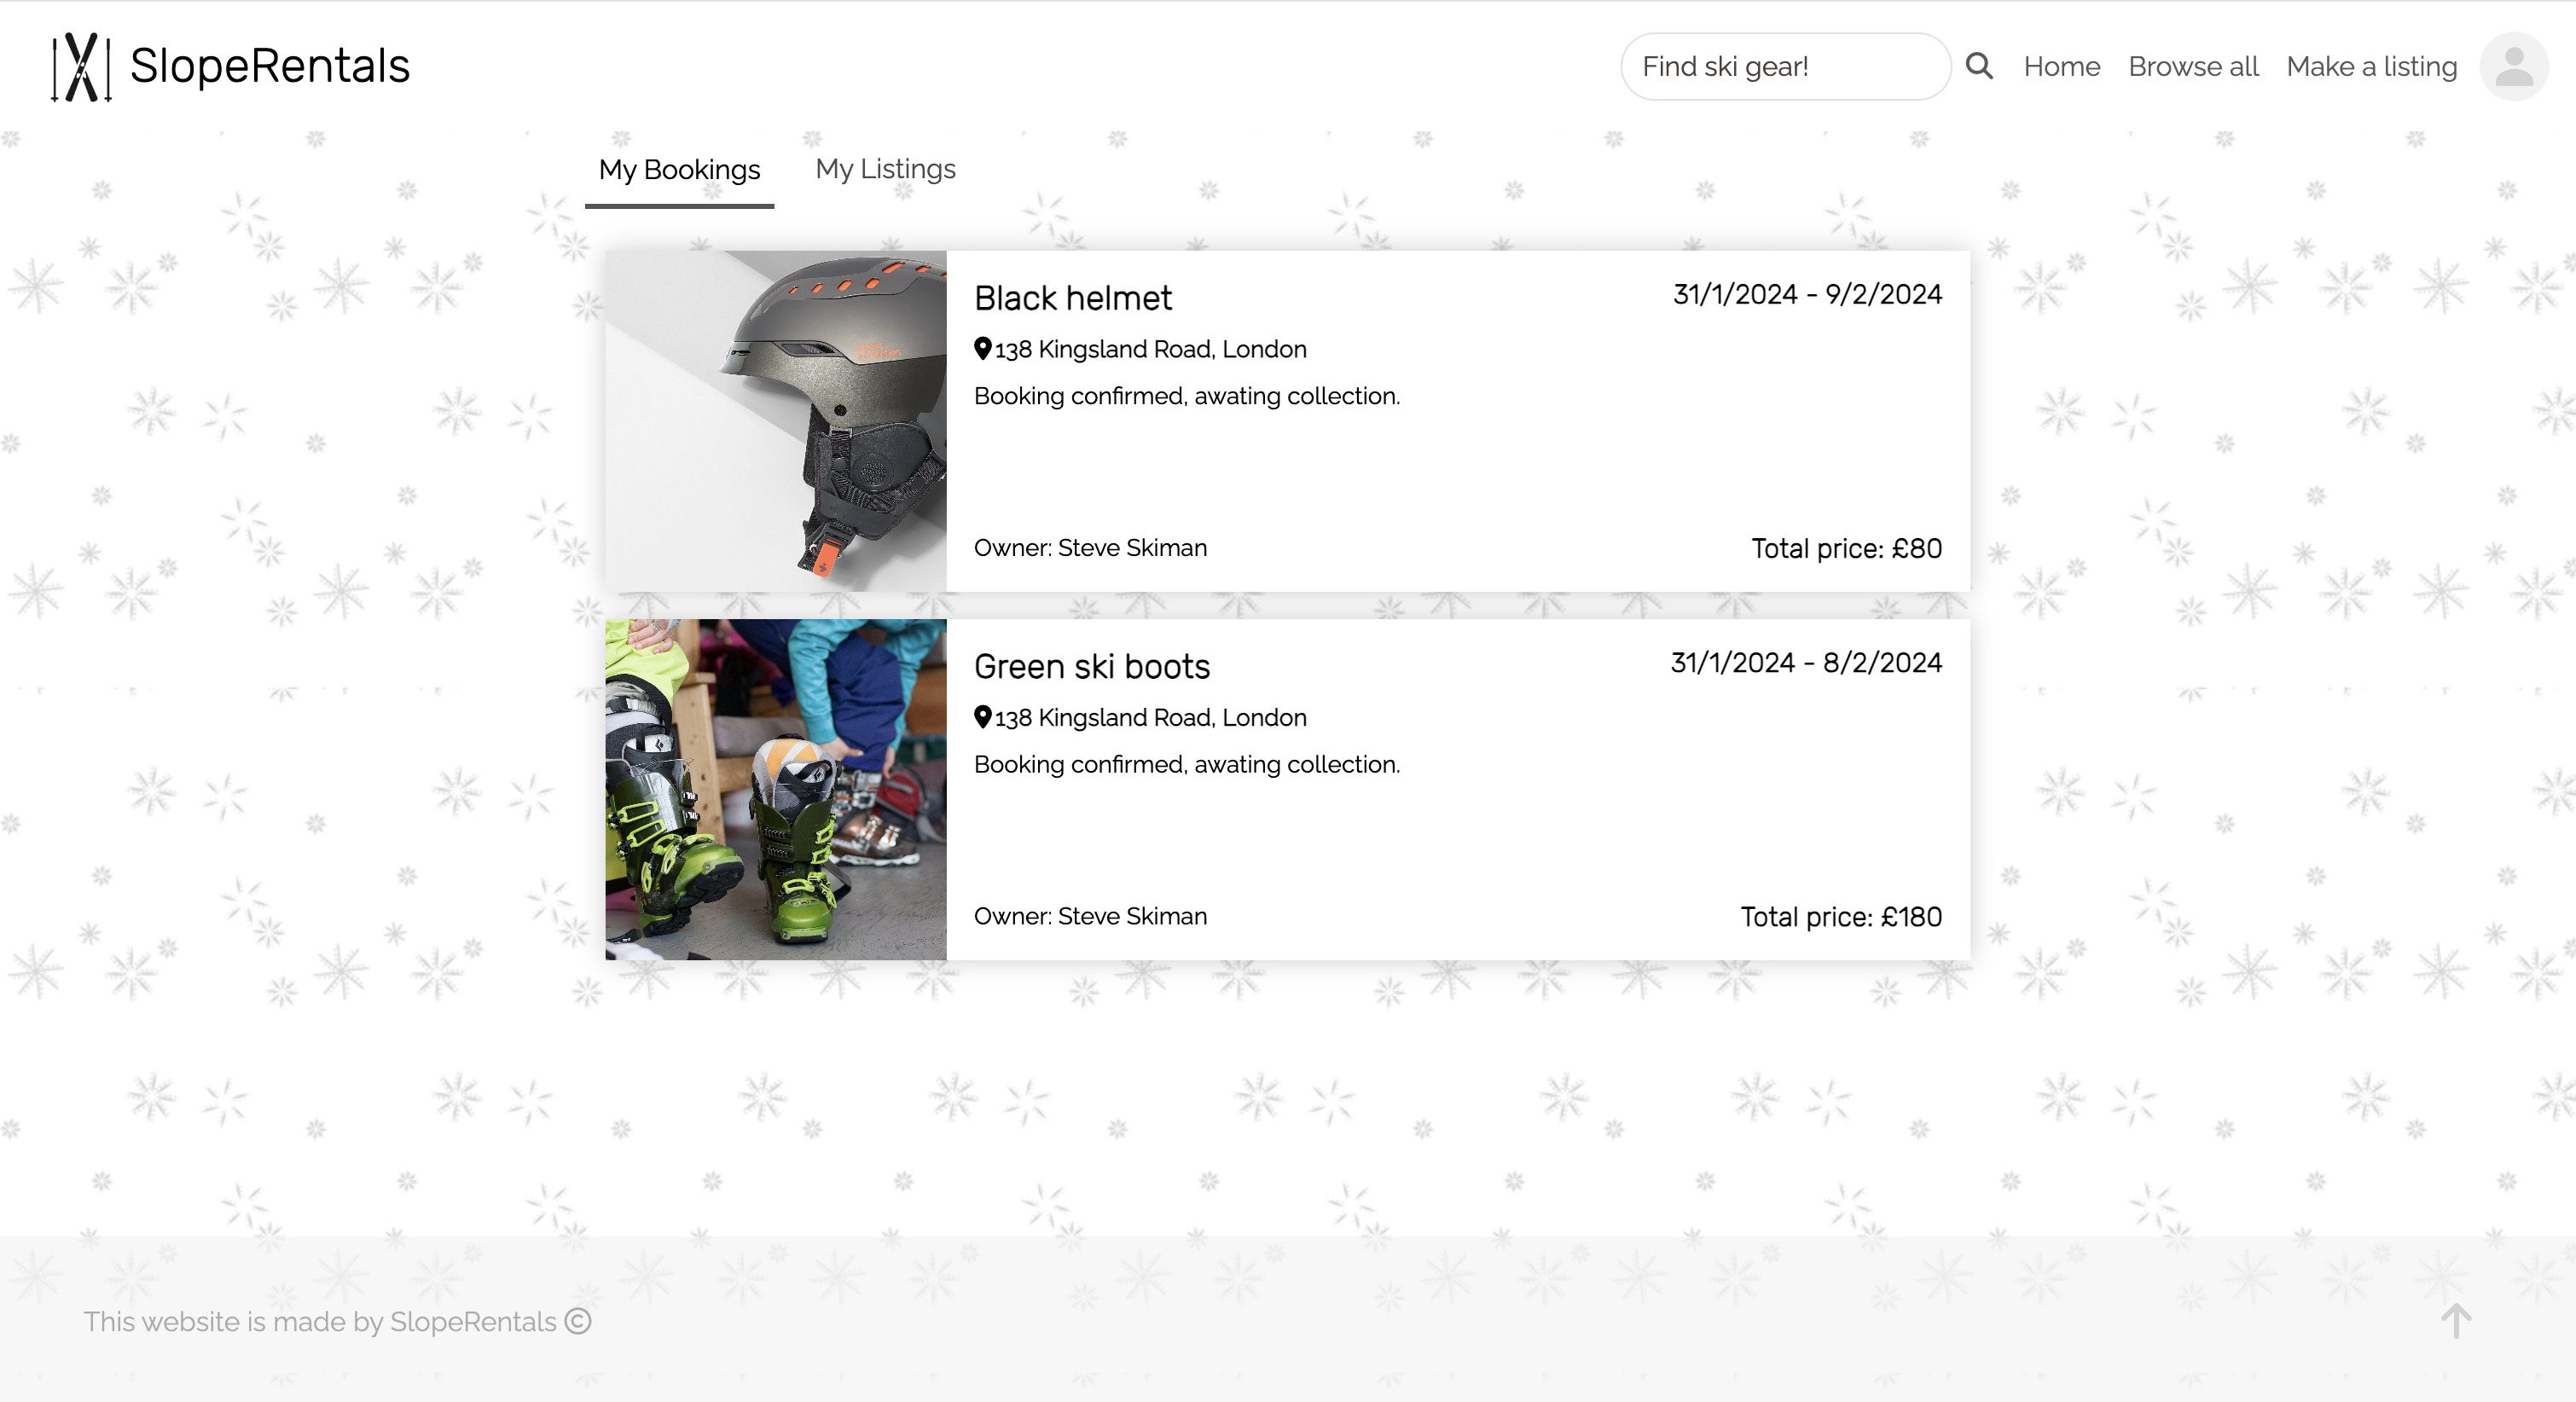 SlopeRentals
Find ski gear!
Home
Browse all
Make a listing
My Bookings
My Listings
Black helmet
31/1/2024 - 9/2/2024
138 Kingsland Road, London
Booking confirmed, awating collection.
Owner: Steve Skiman
Total price: £80
Green ski boots
31/1/2024 - 8/2/2024
138 Kingsland Road, London
Booking confirmed, awating collection.
Owner: Steve Skiman
Total price: £180
This website is made by SlopeRentals ©